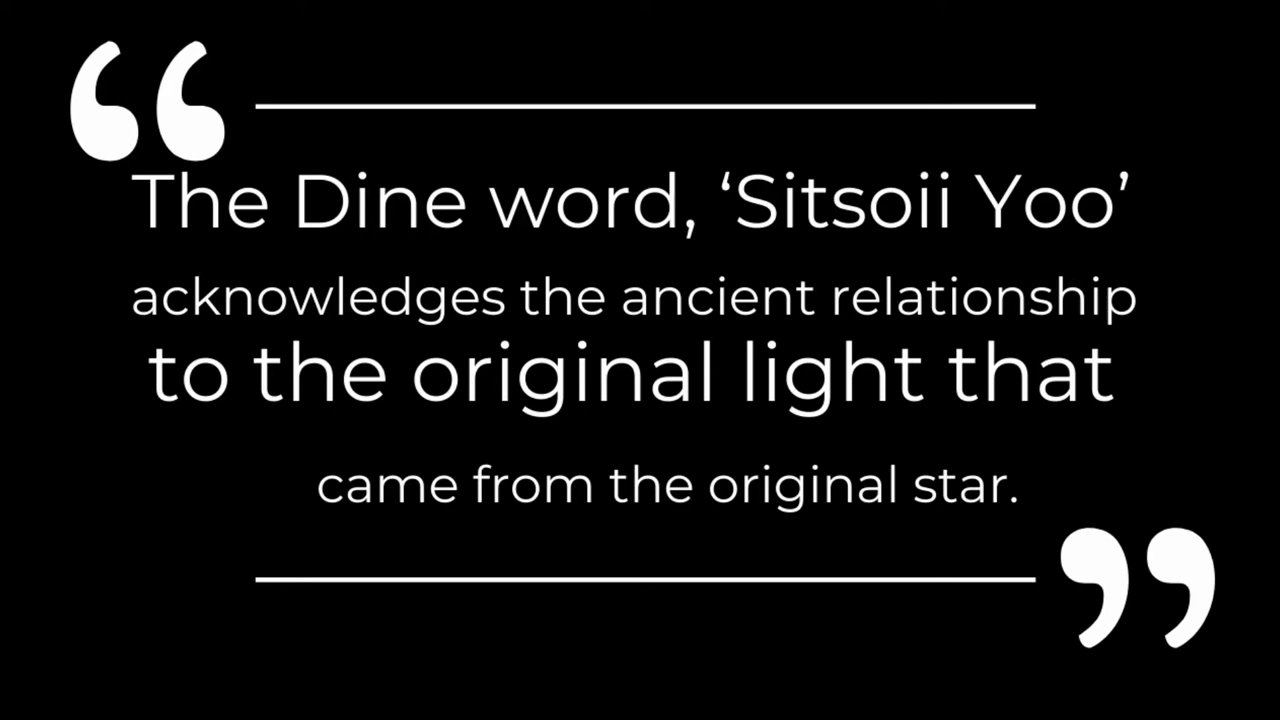 “
The Dine word, ‘Sitsoii Yoo’
acknowledges the ancient relationship
to the original light that
came from the original star.
”